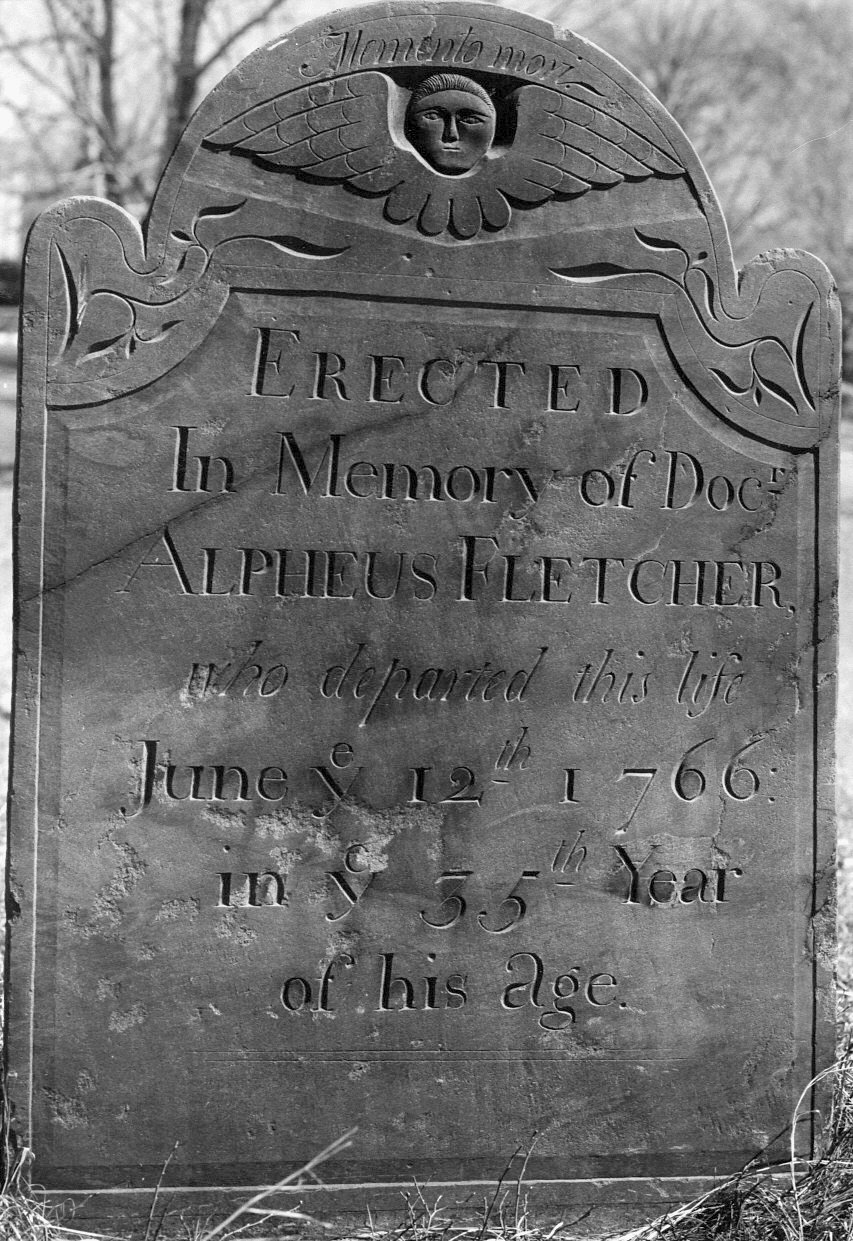 Memento mori.
ERECTED
In Memory of Docr
ALPHEUS FLETCHER,
who departed this life
June ye 12th 1766:
in ye 35th Year
of his age.